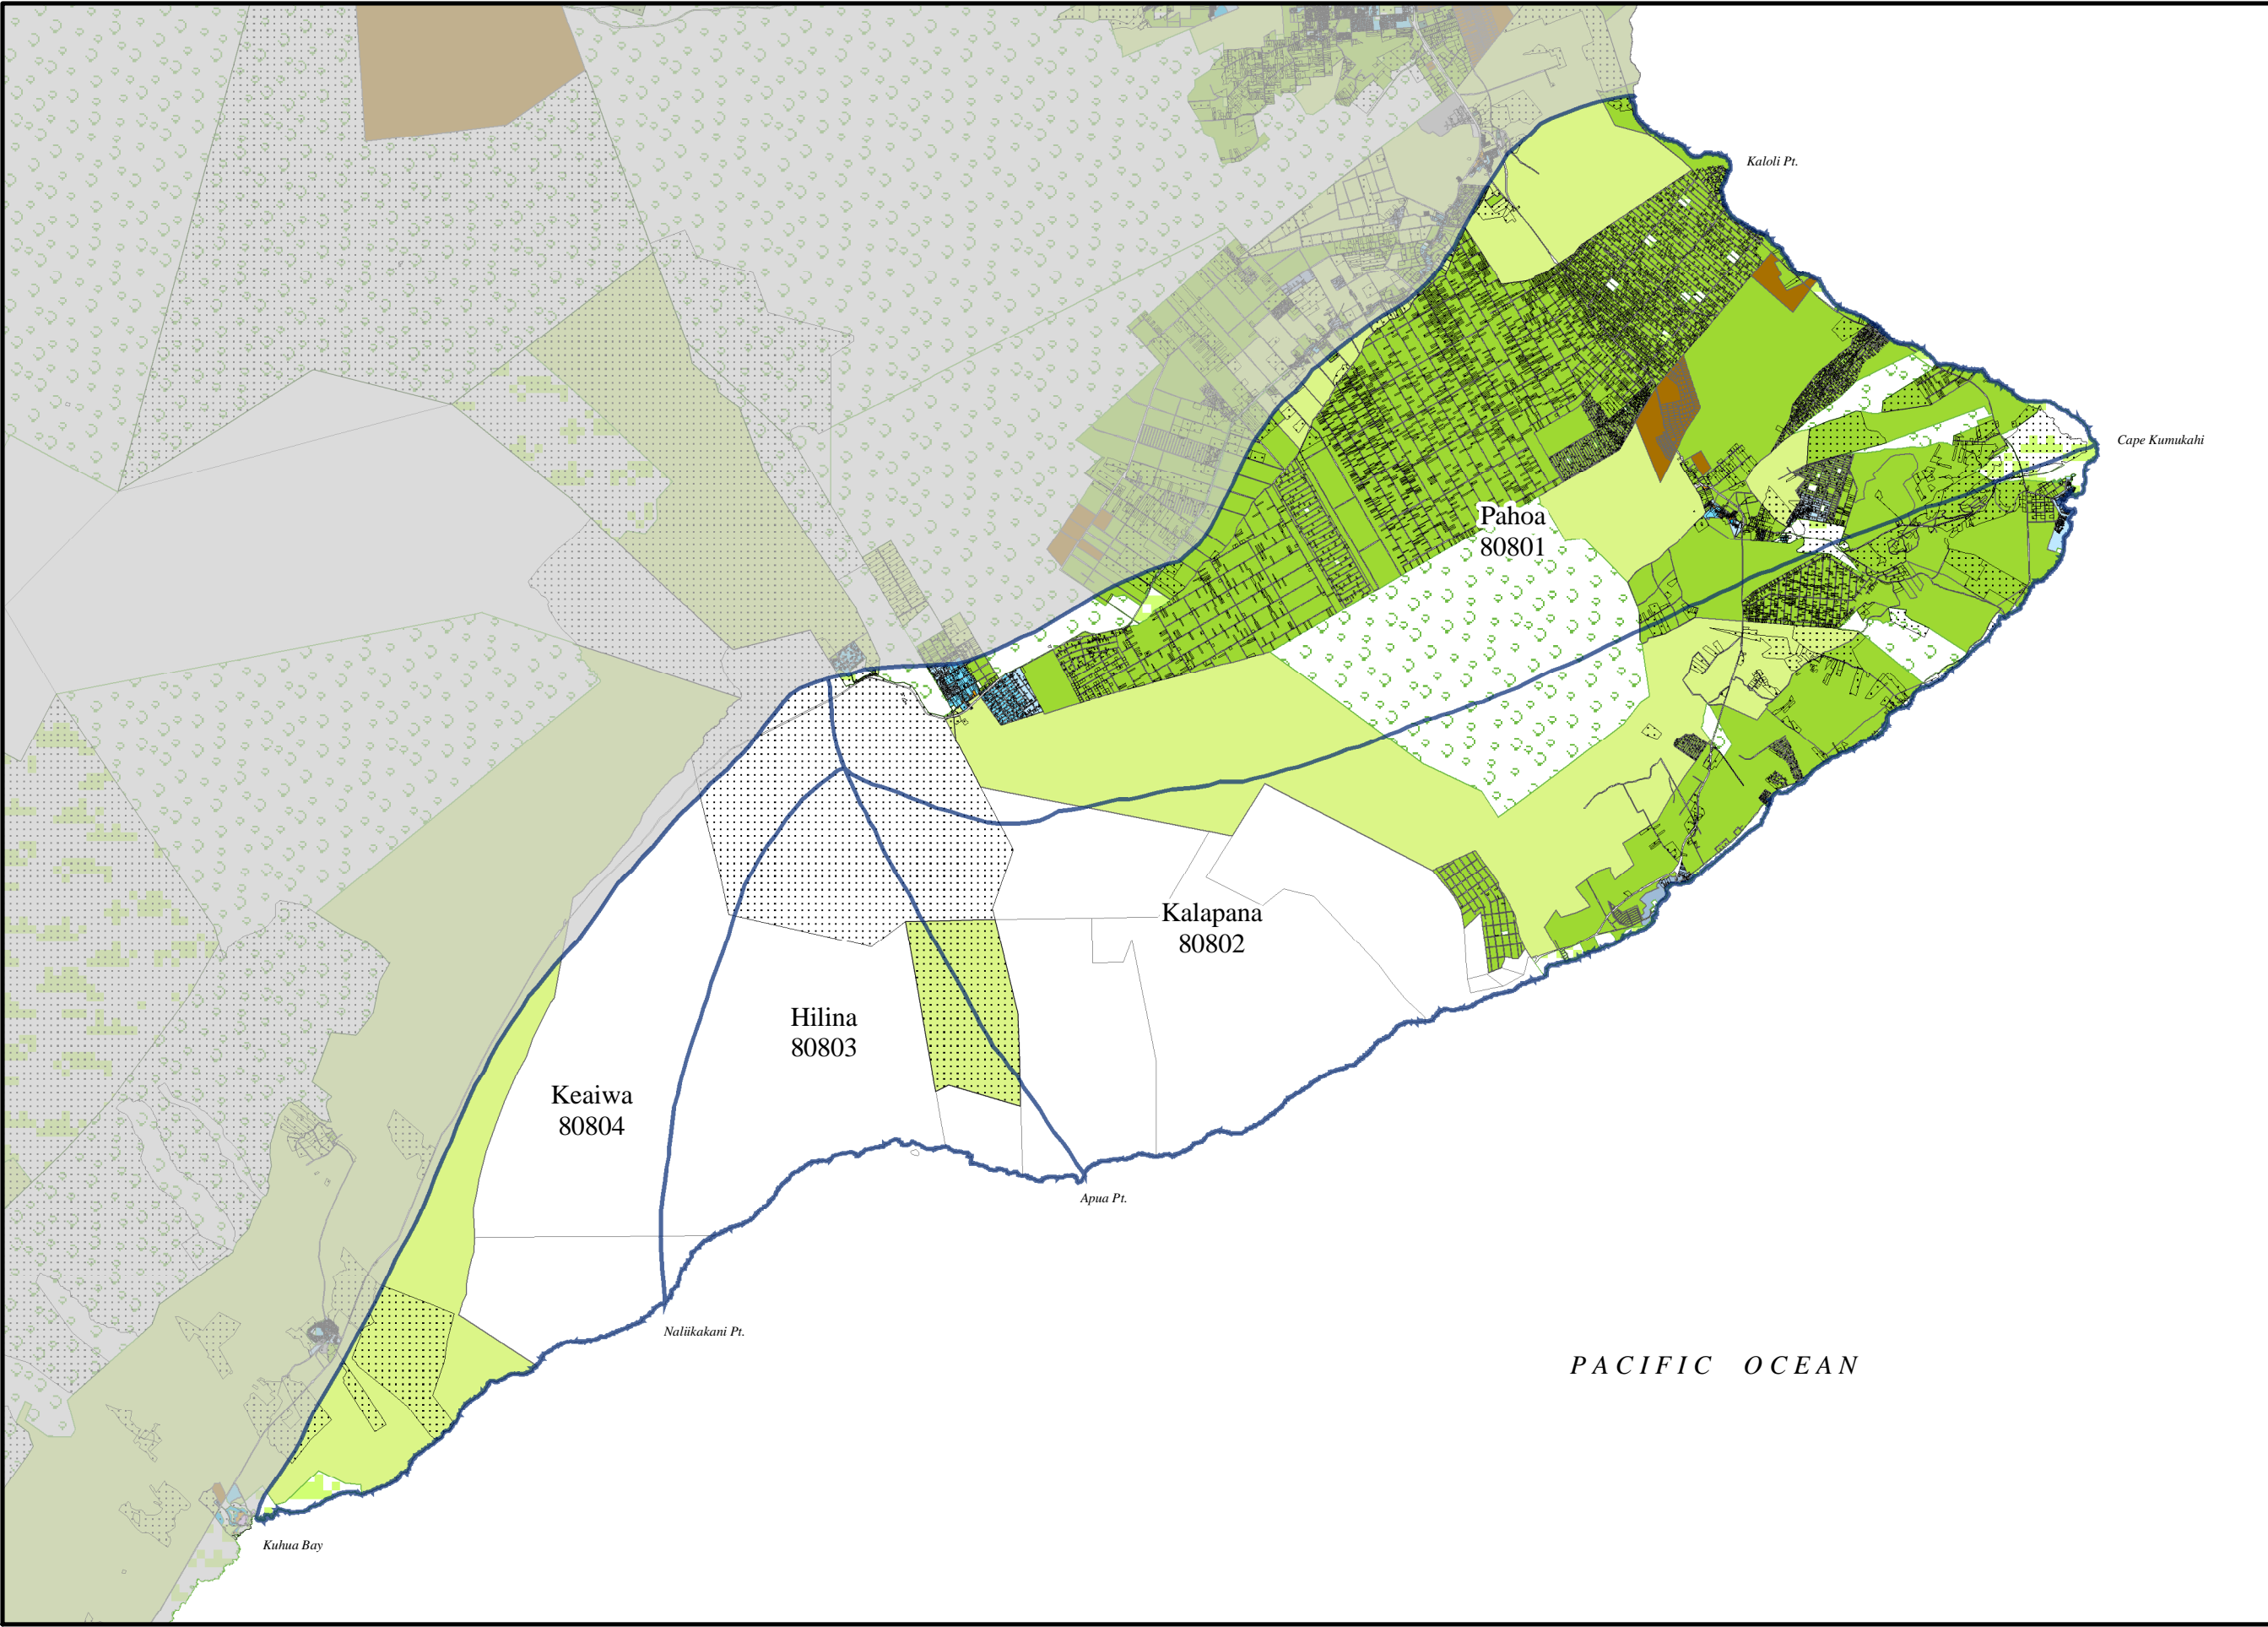 Kaloli Pt.
Cape Kumukahi
Pahoa
80801
Kalapana
80802
Hilina
80803
Keaiwa
80804
Apua Pt.
Naliikakani Pt.
PACIFIC OCEAN
Kuhua Bay